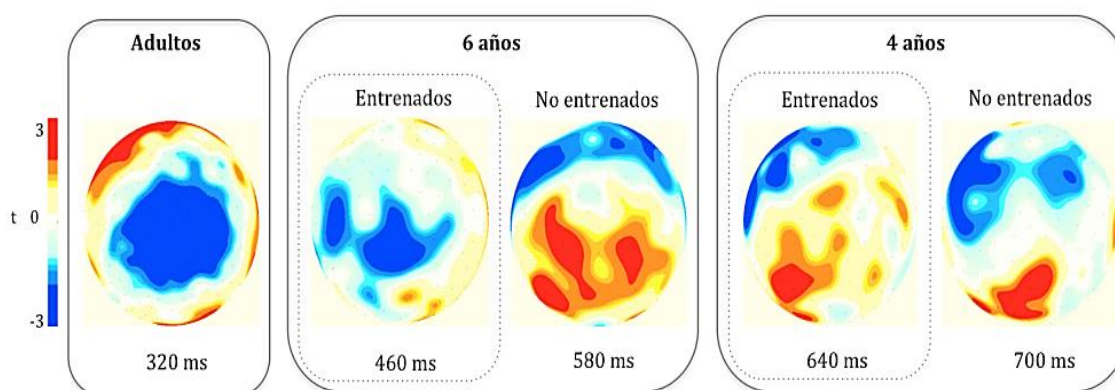 Adultos
6 años
4 años
Entrenados
No entrenados
Entrenados
No entrenados
3
t 0
-3
320 ms
460 ms
580 ms
640 ms
700 ms